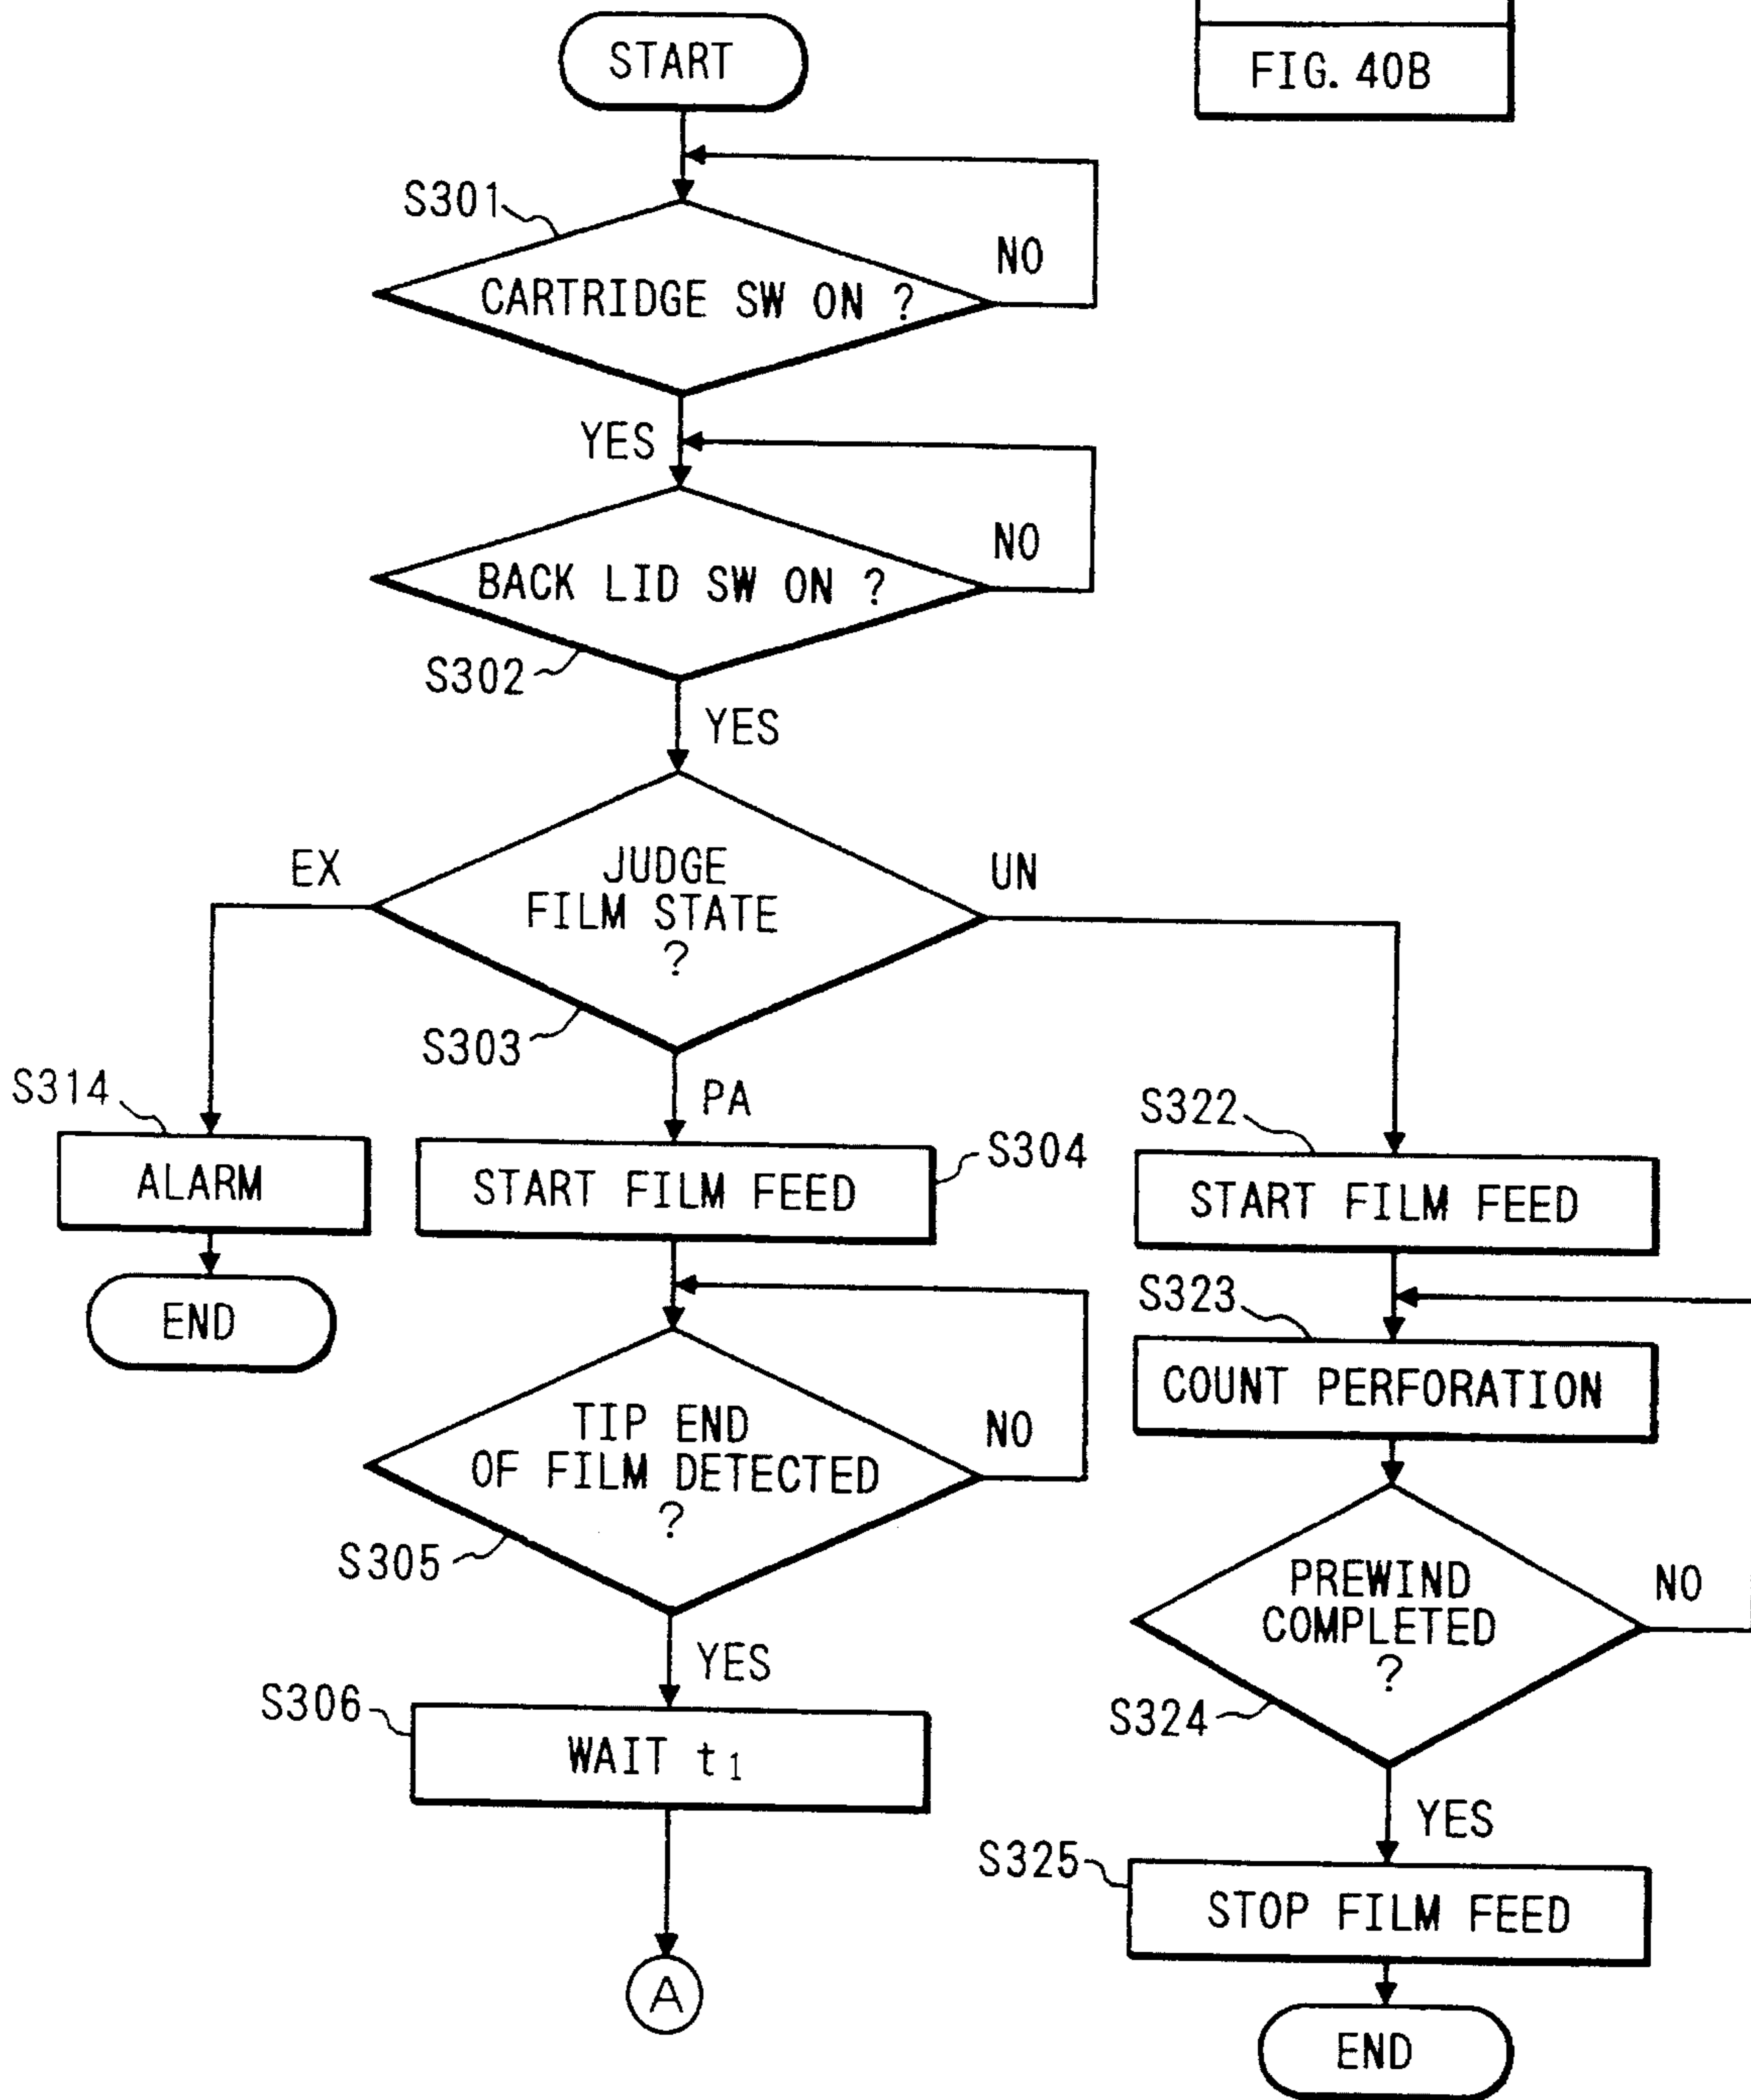 FIG. 40B
START
S301
CARTRIDGE SW ON ?
NO
YES
BACK LID SW ON ?
NO
S302
YES
JUDGE
FILM STATE
?
EX
UN
S303
PA
S314
ALARM
END
START FILM FEED
S304
TIP END
OF FILM DETECTED
?
NO
S305
YES
S306
WAIT t1
A
S322
START FILM FEED
S323
COUNT PERFORATION
PREWIND
COMPLETED
?
NO
S324
YES
S325
STOP FILM FEED
END